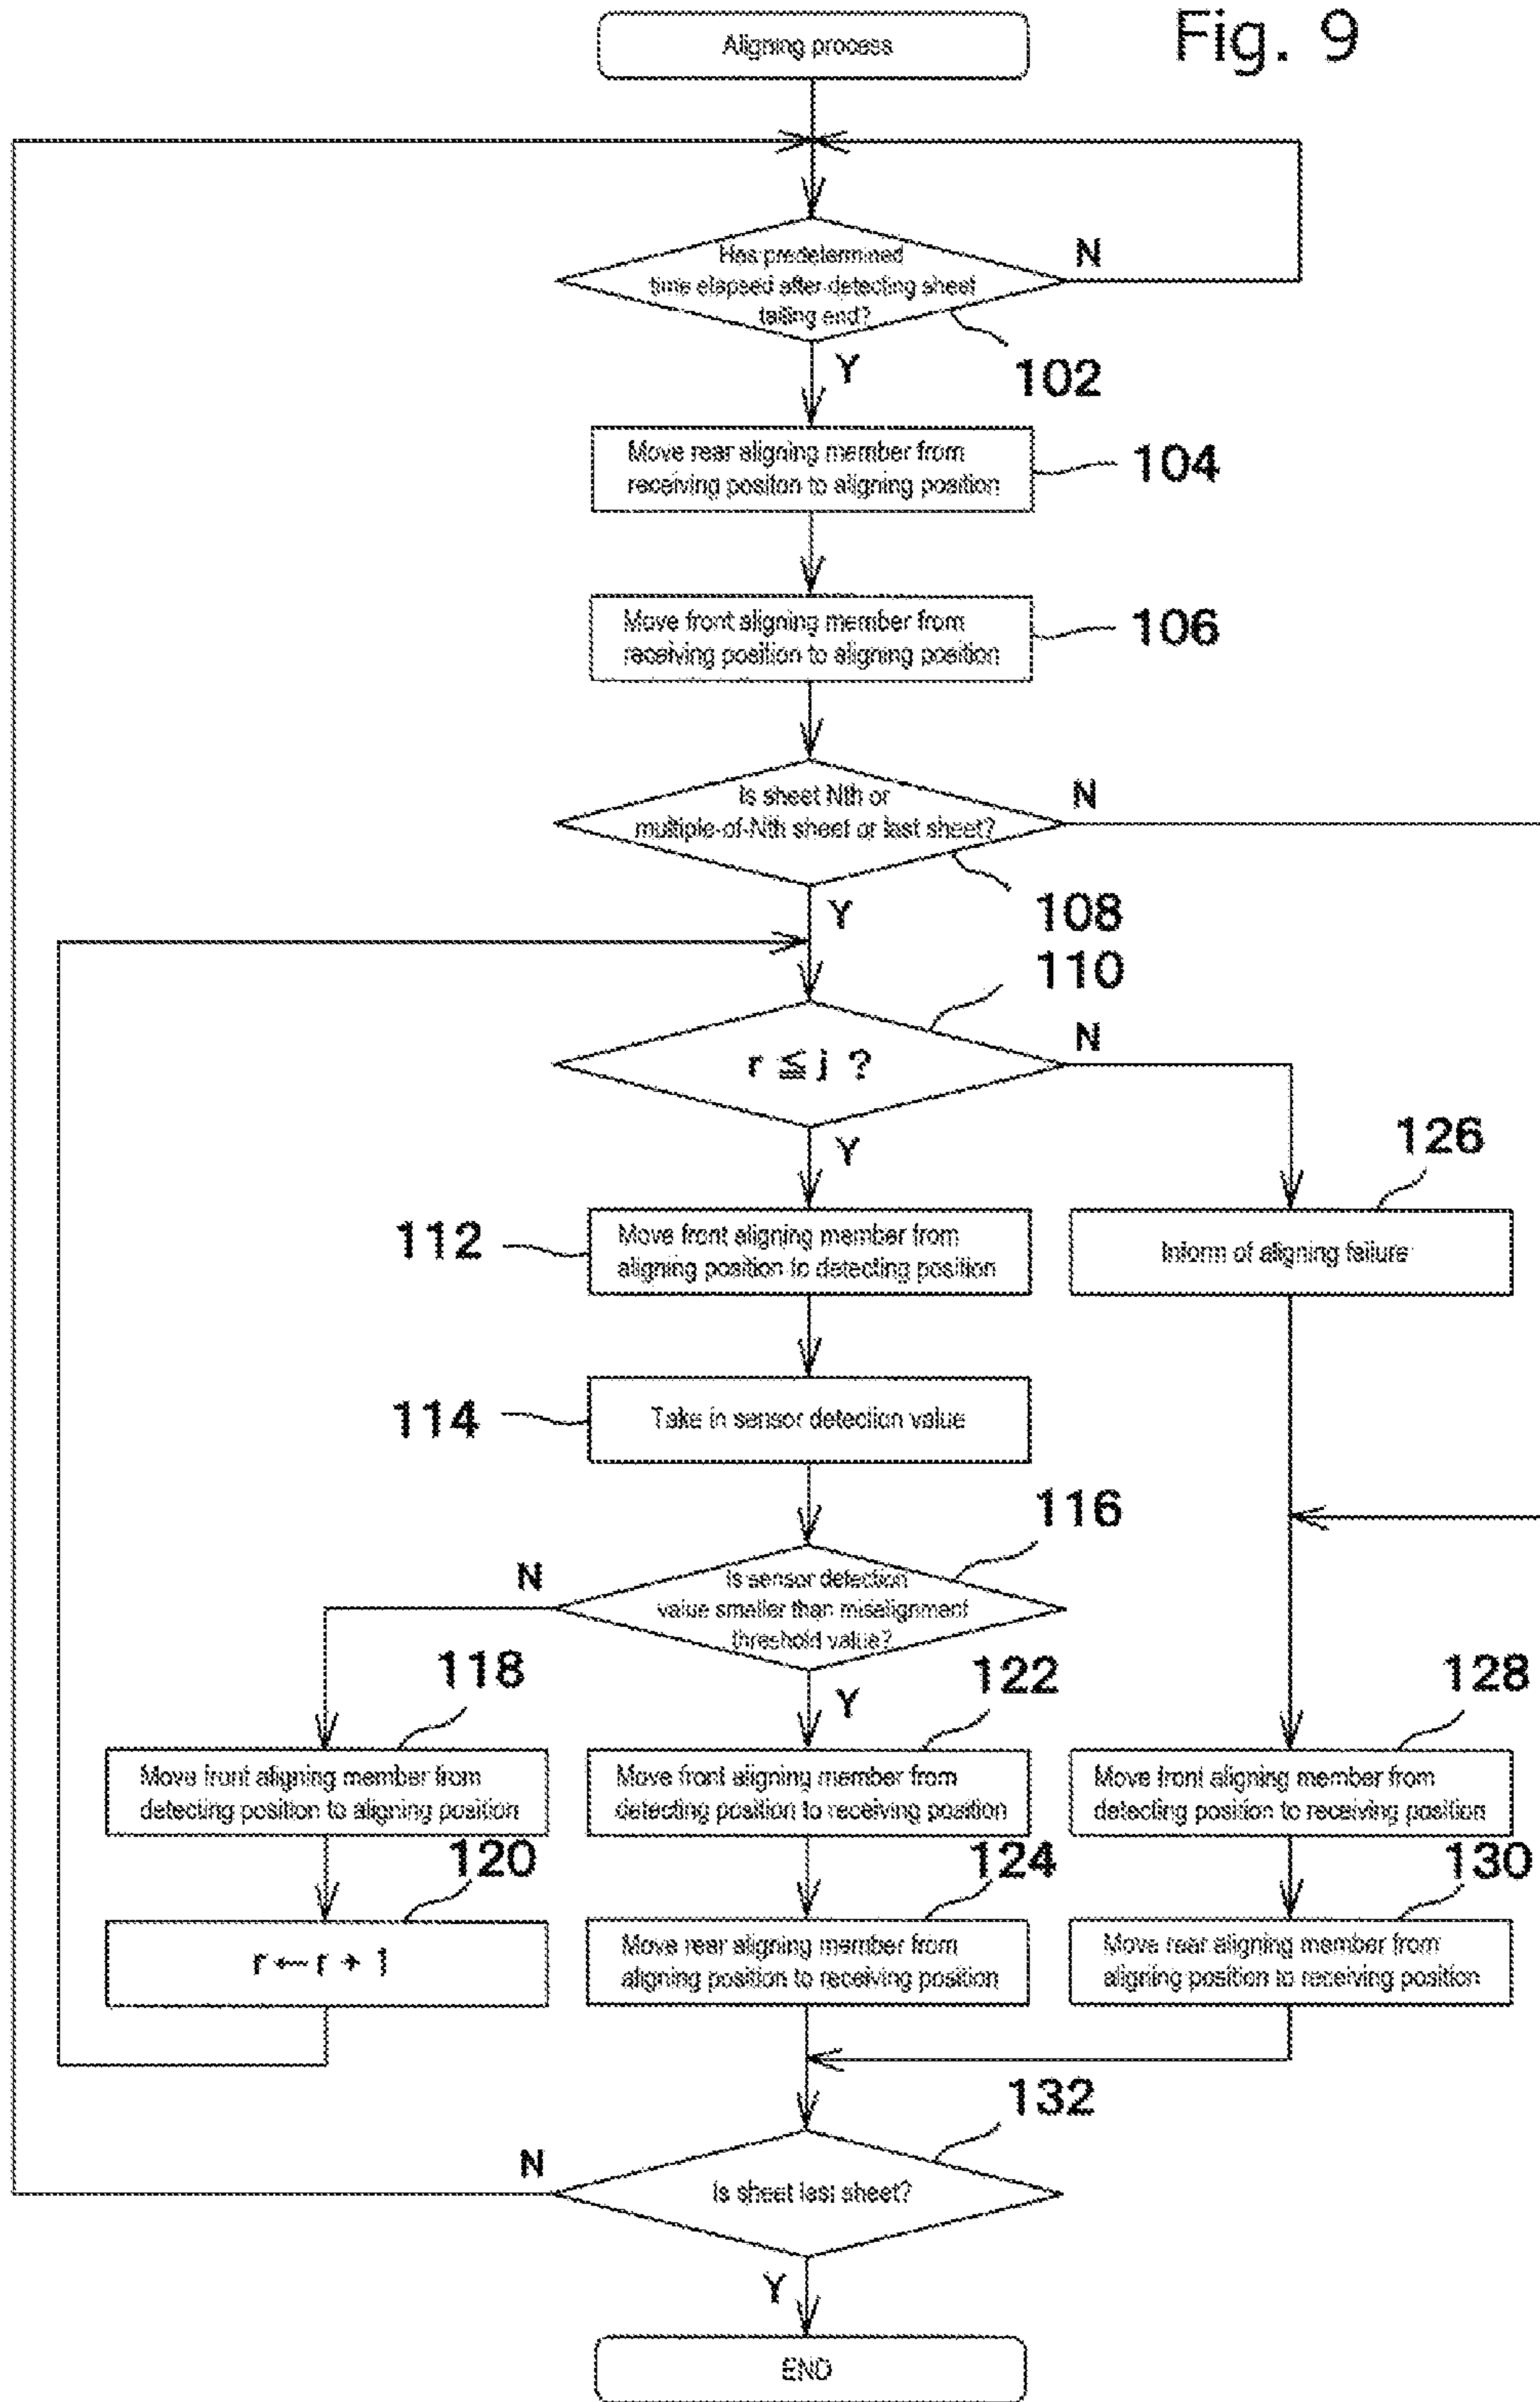 Fig. 9
Aligning process
Has predetermined
time elapsed after detecting sheet
tailing end?
N
Y
102
Move rear aligning member from
receiving positon to aligning position
104
Move front aligning member from
receiving position to aligning position
106
Is sheet Nth or
multiple-of-Nth sheet or last sheet?
N
Y
108
110
r ≦ j ?
N
Y
126
112
Move front aligning member from
aligning position to detecting position
Inform of aligning failure
114
Take in sensor detection value
116
N
Is sensor detection
value smaller than misalignment
threshold value?
Y
118
122
128
Move front aligning member from
detecting position to aligning position
Move front aligning member from
detecting position to receiving position
Move front aligning member from
detecting position to receiving position
120
124
130
r ← r + 1
Move rear aligning member from
aligning position to receiving position
Move rear aligning member from
aligning position to receiving position
132
N
Is sheet last sheet?
Y
END